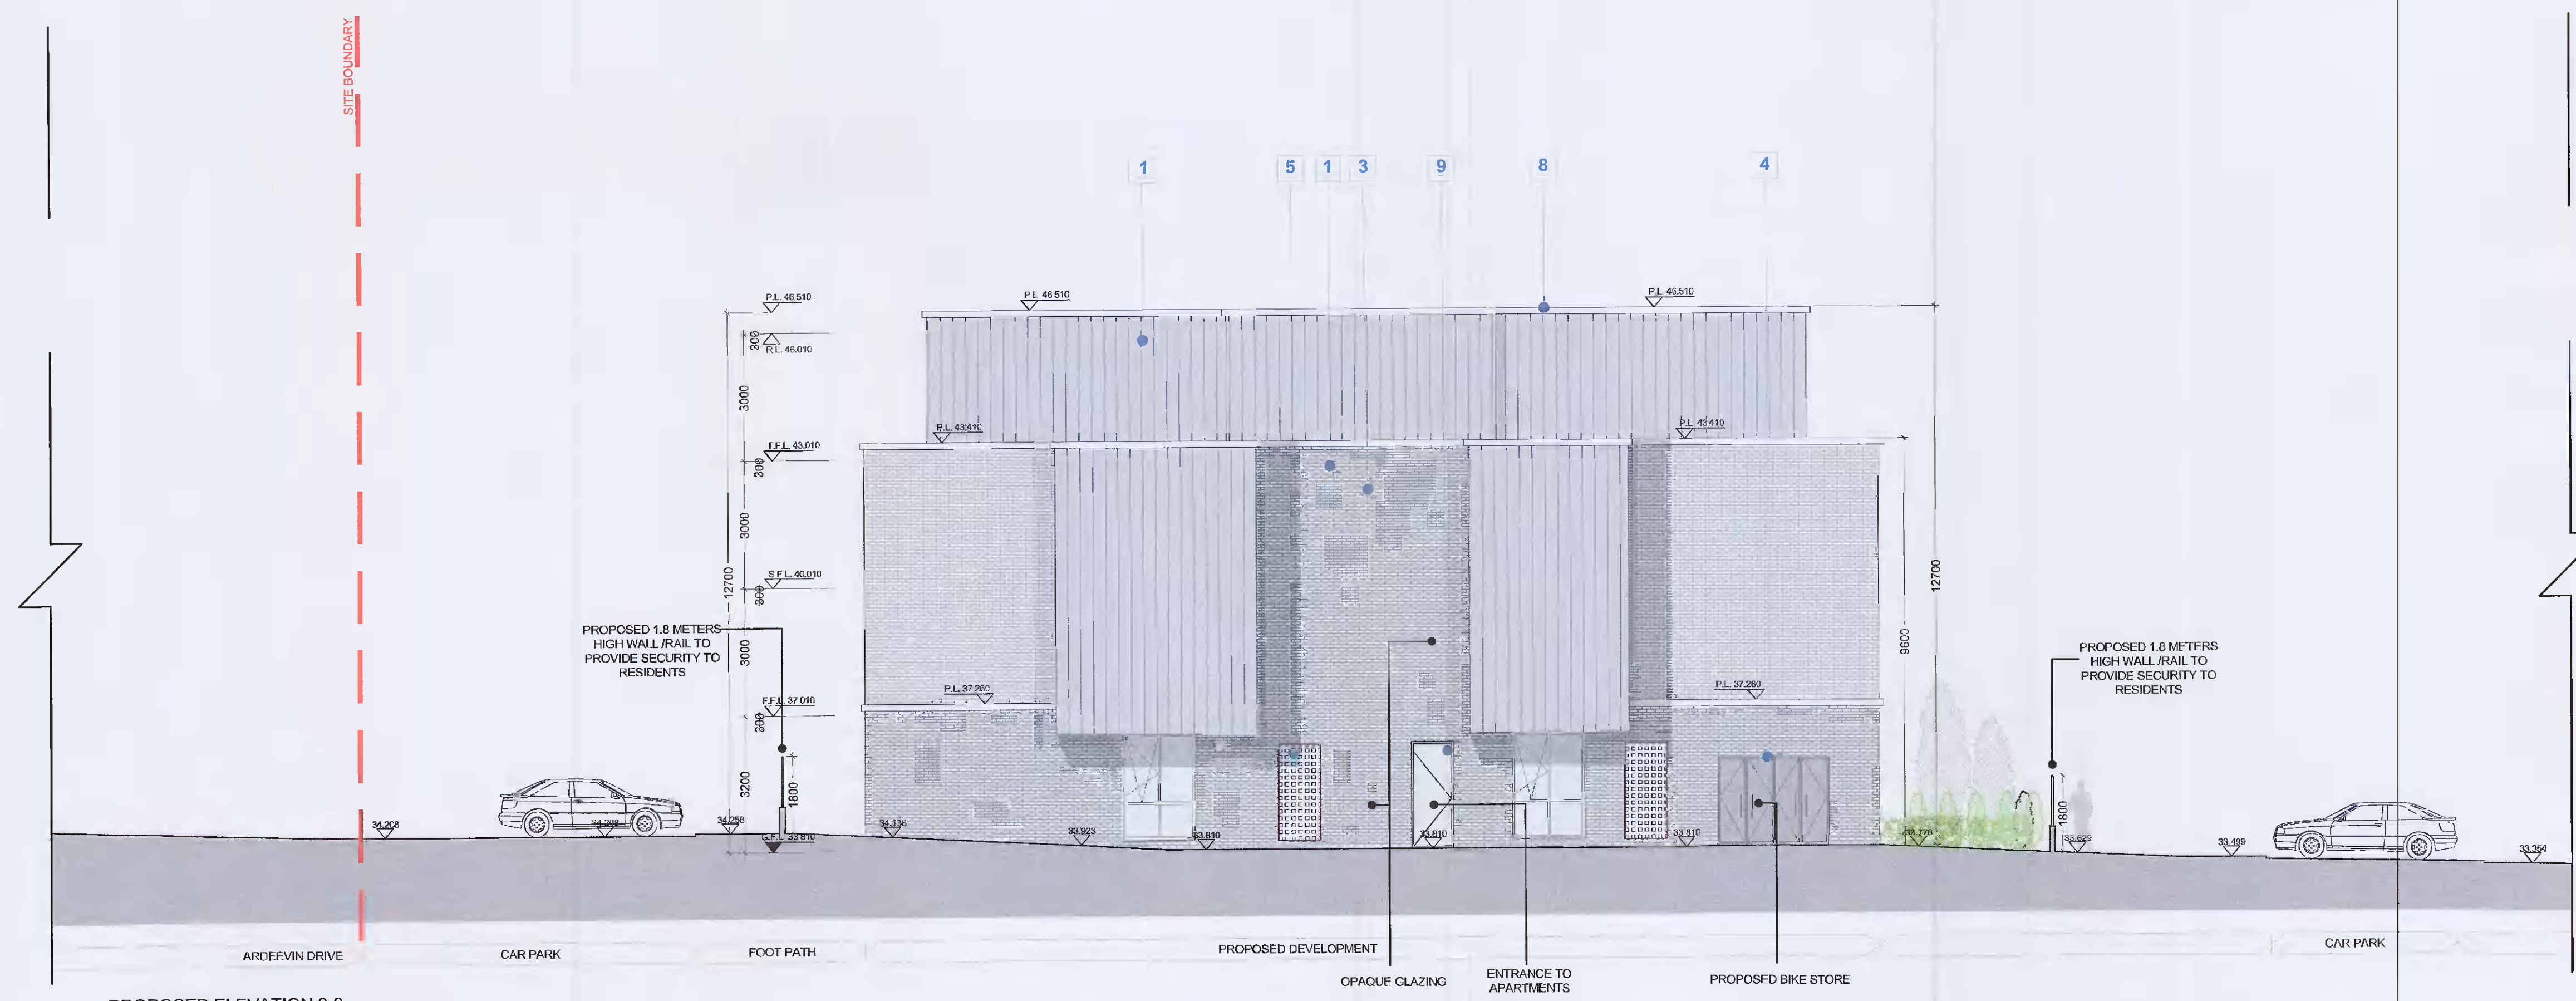 SITE BOUNDARY
1
5
1
3
9
8
4
P.L. 46.510
P.L 46.510
P.L. 46.510
300
R.L. 46.010
3000
P.L. 43.410
P.L. 43.410
T.F.L. 43.010
300
3000
S.F.L. 40.010
300
12700
12700
9600
3000
PROPOSED 1.8 METERS
HIGH WALL /RAIL TO
PROVIDE SECURITY TO
RESIDENTS
PROPOSED 1.8 METERS
HIGH WALL /RAIL TO
PROVIDE SECURITY TO
RESIDENTS
P.L. 37.260
P.L. 37.260
F.F.L. 37.010
300
3200
1800
1800
34.208
34.208
34.258
G.F.L 33.810
34.138
33.923
33.810
33.810
33.810
33.778
33.629
33.499
33.354
ARDEEVIN DRIVE
CAR PARK
FOOT PATH
PROPOSED DEVELOPMENT
CAR PARK
OPAQUE GLAZING
ENTRANCE TO
APARTMENTS
PROPOSED BIKE STORE